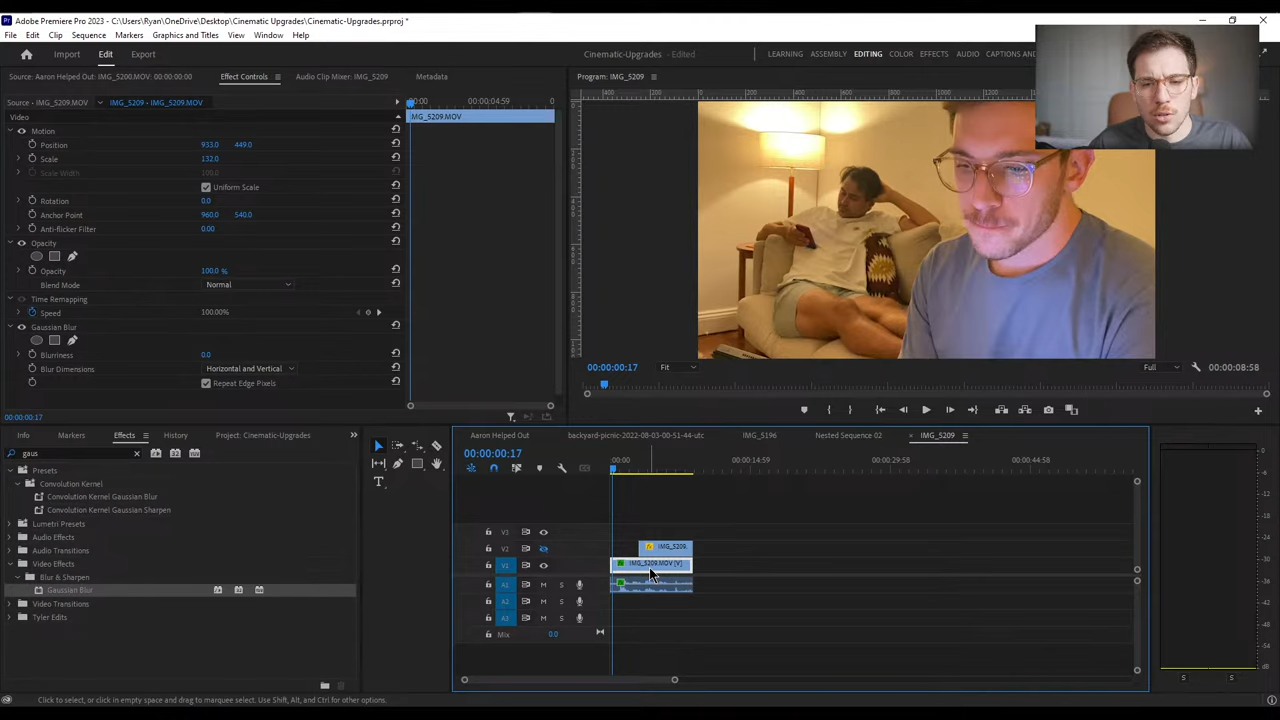 Adobe Premiere Pro 2023 - C:\Users\Ryan\OneDrive\Desktop\Cinematic-Upgrades\Cinematic-Upgrades.prproj *
File Edit Clip Sequence Markers Graphics and Titles View Window Help
Import Edit Export
Cinematic-Upgrades - Edited
LEARNING ASSEMBLY EDITING COLOR EFFECTS AUDIO CAPTIONS AND
Source: Aaron Helped Out: IMG_5200.MOV: 00:00:00:00 Effect Controls Audio Clip Mixer: IMG_5209 Metadata
Program: IMG_5209
Source • IMG_5209.MOV IMG_5209 • IMG_5209.MOV
:00:00 00:00:04:59 0
Video
IMG_5209.MOV
Motion
Position 933.0 449.0
Scale 132.0
Scale Width 100.0
Uniform Scale
Rotation 0.0
Anchor Point 960.0 540.0
Anti-flicker Filter 0.00
Opacity
Opacity 100.0 %
Blend Mode Normal
Time Remapping
Speed 100.00%
Gaussian Blur
Blurriness 0.0
Blur Dimensions Horizontal and Vertical
Repeat Edge Pixels
00:00:00:17
00:00:00:17 Fit Full 00:00:08:58
Info Markers Effects History Project: Cinematic-Upgrades
gaus
Presets
Convolution Kernel
Convolution Kernel Gaussian Blur
Convolution Kernel Gaussian Sharpen
Lumetri Presets
Audio Effects
Audio Transitions
Video Effects
Blur & Sharpen
Gaussian Blur
Video Transitions
Tyler Edits
Aaron Helped Out backyard-picnic-2022-08-03-00-51-44-utc IMG_5196 Nested Sequence 02 IMG_5209
00:00:00:17
:00:00 00:00:14:59 00:00:29:58 00:00:44:58
V3
V2 IMG_5209.
V1 IMG_5209.MOV [V]
A1 M S
A2 M S
A3 M S
Mix 0.0
0
dB
S S
Click to select, or click in empty space and drag to marquee select. Use Shift, Alt, and Ctrl for other options.